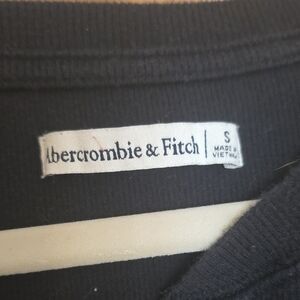 Abercrombie & Fitch
S
MADE IN
VIETNAM